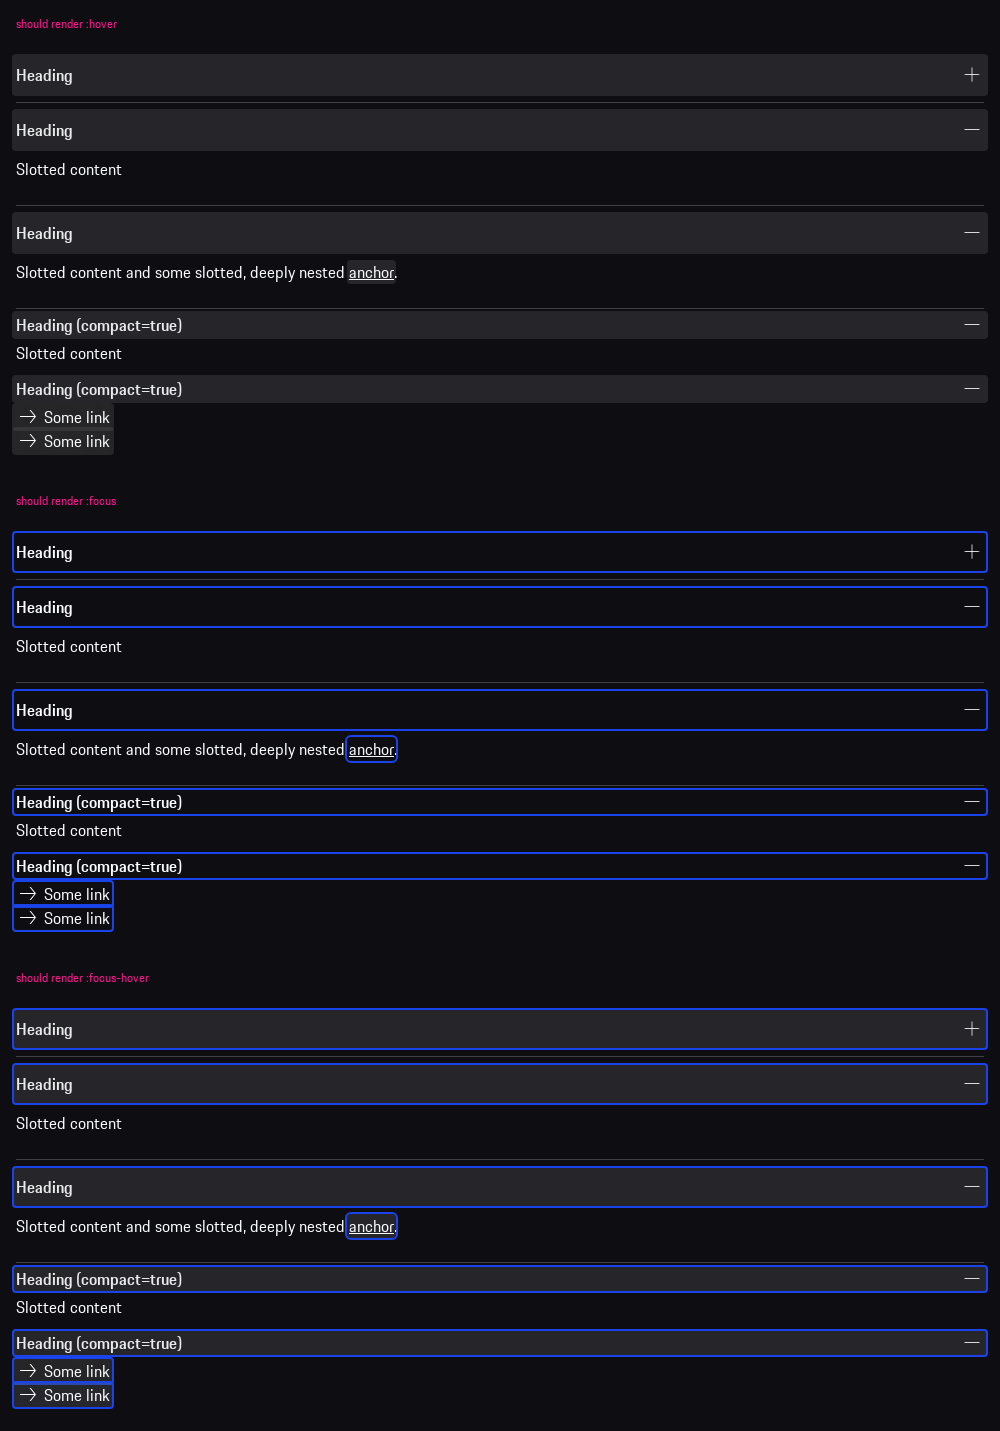 should render :hover
Heading
Heading
Slotted content
Heading
Slotted content and some slotted, deeply nested anchor.
Heading (compact=true)
Slotted content
Heading (compact=true)
Some link
Some link
should render :focus
Heading
Heading
Slotted content
Heading
Slotted content and some slotted, deeply nested anchor.
Heading (compact=true)
Slotted content
Heading (compact=true)
Some link
Some link
should render :focus-hover
Heading
Heading
Slotted content
Heading
Slotted content and some slotted, deeply nested anchor.
Heading (compact=true)
Slotted content
Heading (compact=true)
Some link
Some link